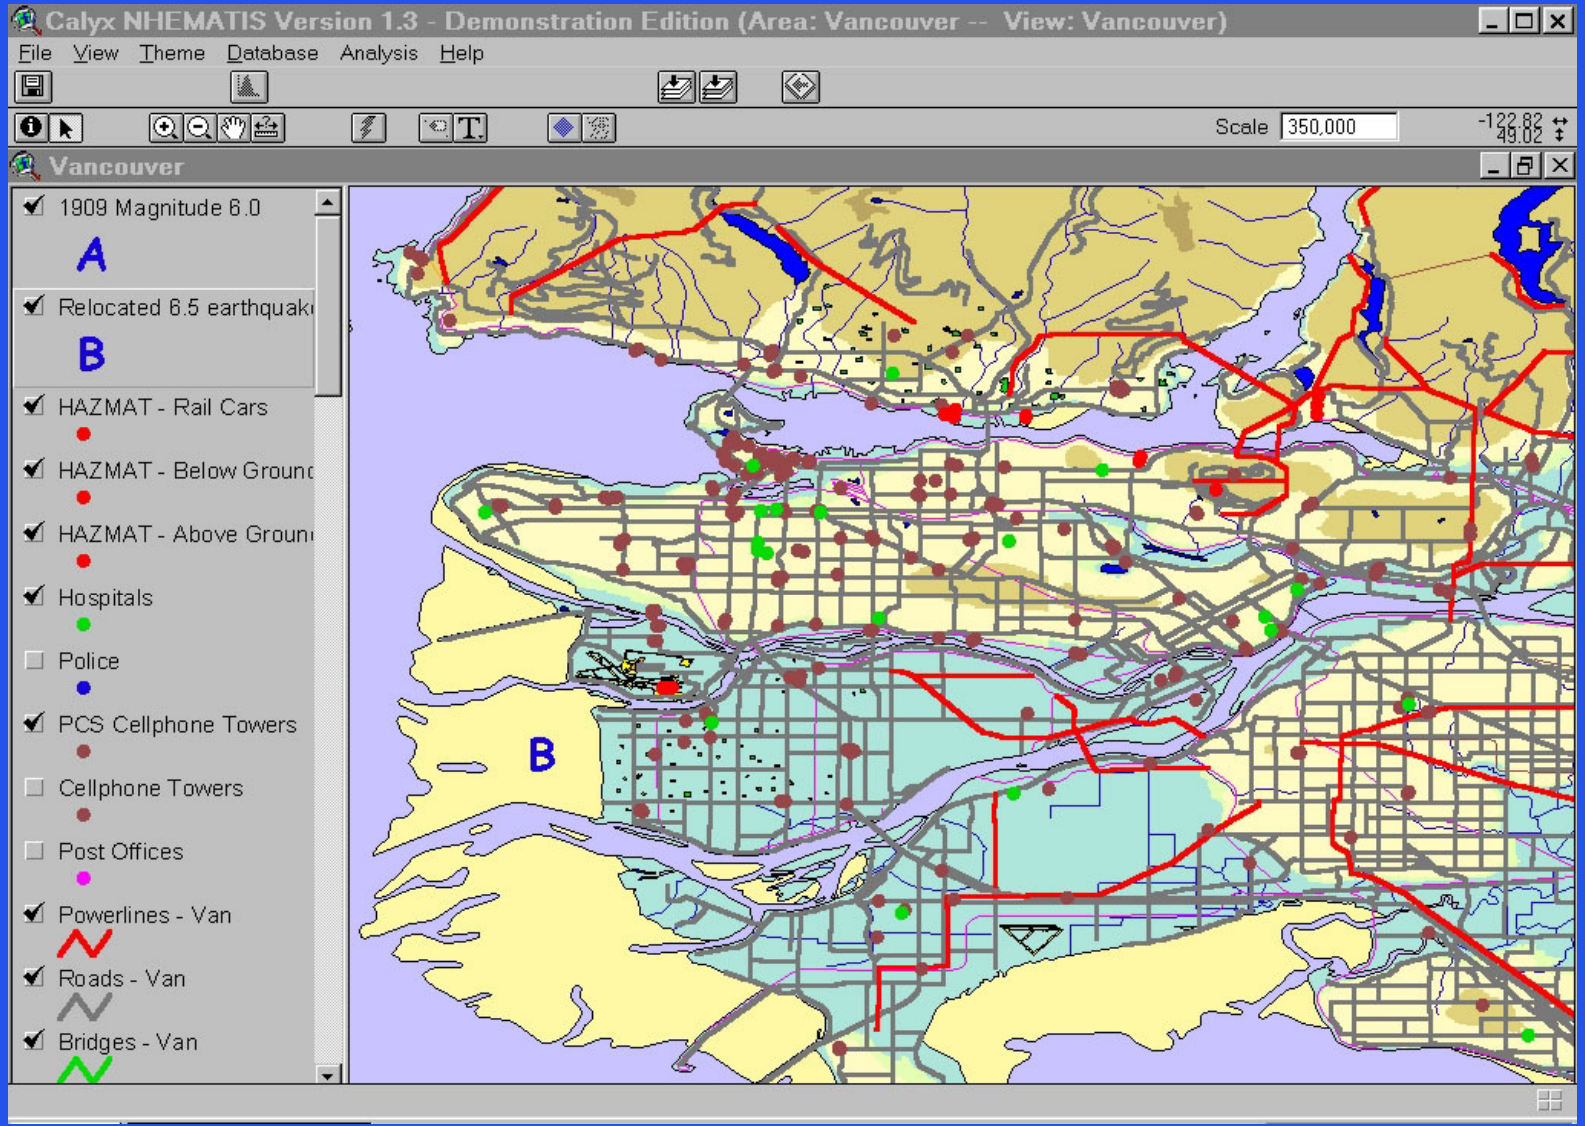 Calyx NHEMATIS Version 1.3 - Demonstration Edition (Area: Vancouver -- View: Vancouver)
File View Theme Database Analysis Help
T
Scale 350,000
-122.82
49.02
Vancouver
1909 Magnitude 6.0
A
Relocated 6.5 earthquak
B
HAZMAT - Rail Cars
HAZMAT - Below Ground
HAZMAT - Above Groun
Hospitals
Police
PCS Cellphone Towers
Cellphone Towers
Post Offices
Powerlines - Van
Roads - Van
Bridges - Van
B